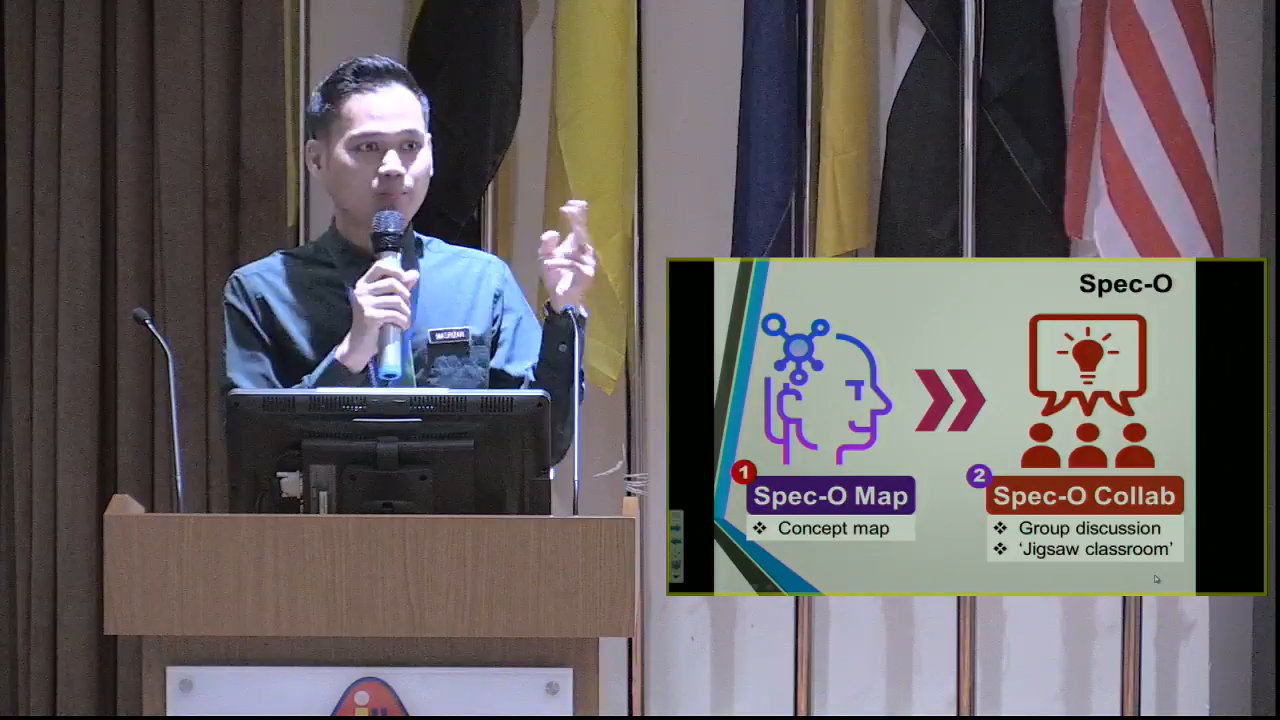 Spec-O
1
Spec-O Map
❖ Concept map
2
Spec-O Collab
❖ Group discussion
❖ ‘Jigsaw classroom’